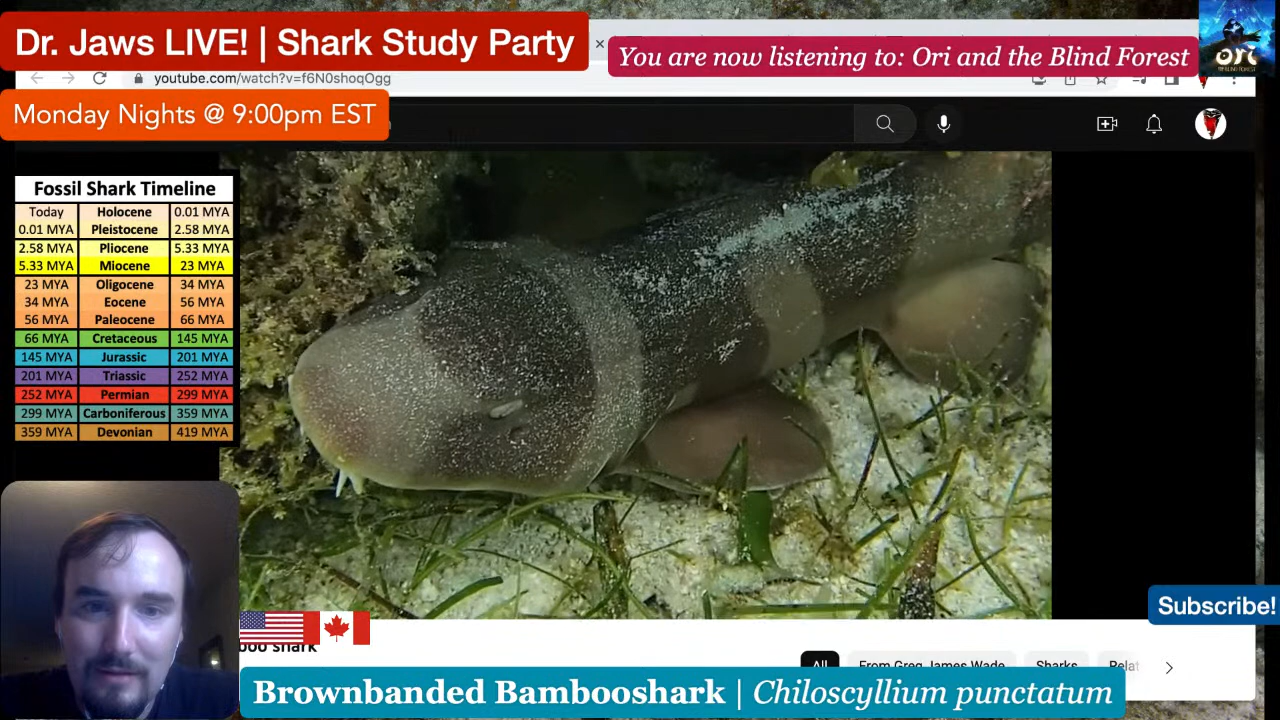 Dr. Jaws LIVE! | Shark Study Party
You are now listening to: Ori and the Blind Forest
ori
youtube.com/watch?v=f6N0shoqOgg
Monday Nights @ 9:00pm EST
Fossil Shark Timeline
Today Holocene 0.01 MYA
0.01 MYA Pleistocene 2.58 MYA
2.58 MYA Pliocene 5.33 MYA
5.33 MYA Miocene 23 MYA
23 MYA Oligocene 34 MYA
34 MYA Eocene 56 MYA
56 MYA Paleocene 66 MYA
66 MYA Cretaceous 145 MYA
145 MYA Jurassic 201 MYA
201 MYA Triassic 252 MYA
252 MYA Permian 299 MYA
299 MYA Carboniferous 359 MYA
359 MYA Devonian 419 MYA
Subscribe!
shark
All From Greg James Wade Sharks Relat
Brownbanded Bambooshark | Chiloscyllium punctatum